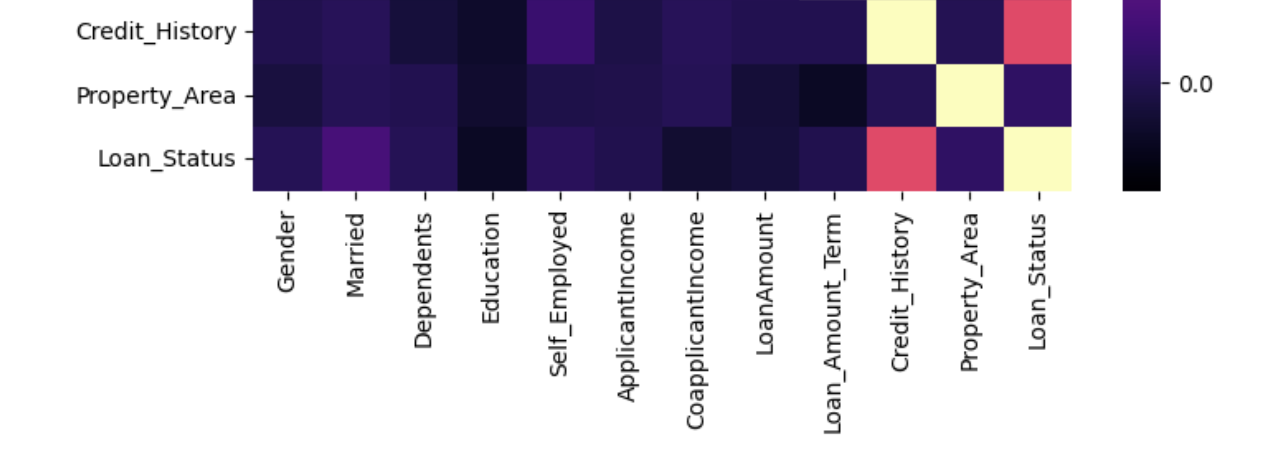 Credit_History
0.0
Property_Area
Loan_Status
Gender
Married
Dependents
Education
Self_Employed
ApplicantIncome
CoapplicantIncome
LoanAmount
Loan_Amount_Term
Credit_History
Property_Area
Loan_Status